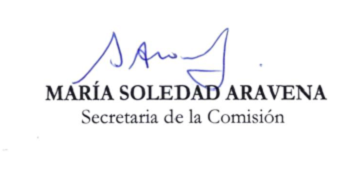 MARÍA SOLEDAD ARAVENA
Secretaria de la Comisión